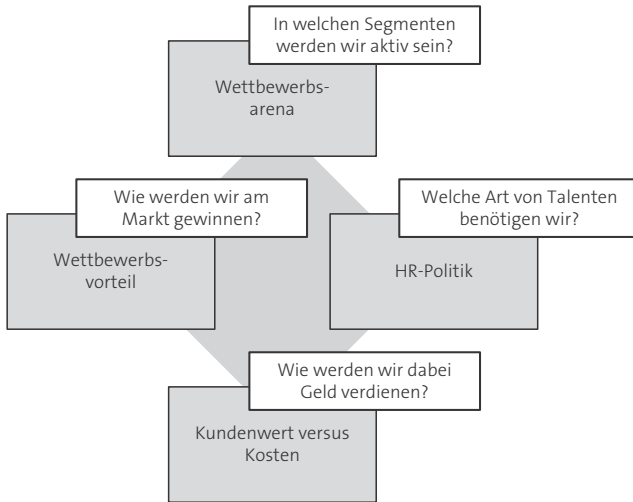 In welchen Segmenten
werden wir aktiv sein?
Wettbewerbs-
arena
Wie werden wir am
Markt gewinnen?
Wettbewerbs-
vorteil
Welche Art von Talenten
benötigen wir?
HR-Politik
Wie werden wir dabei
Geld verdienen?
Kundenwert versus
Kosten